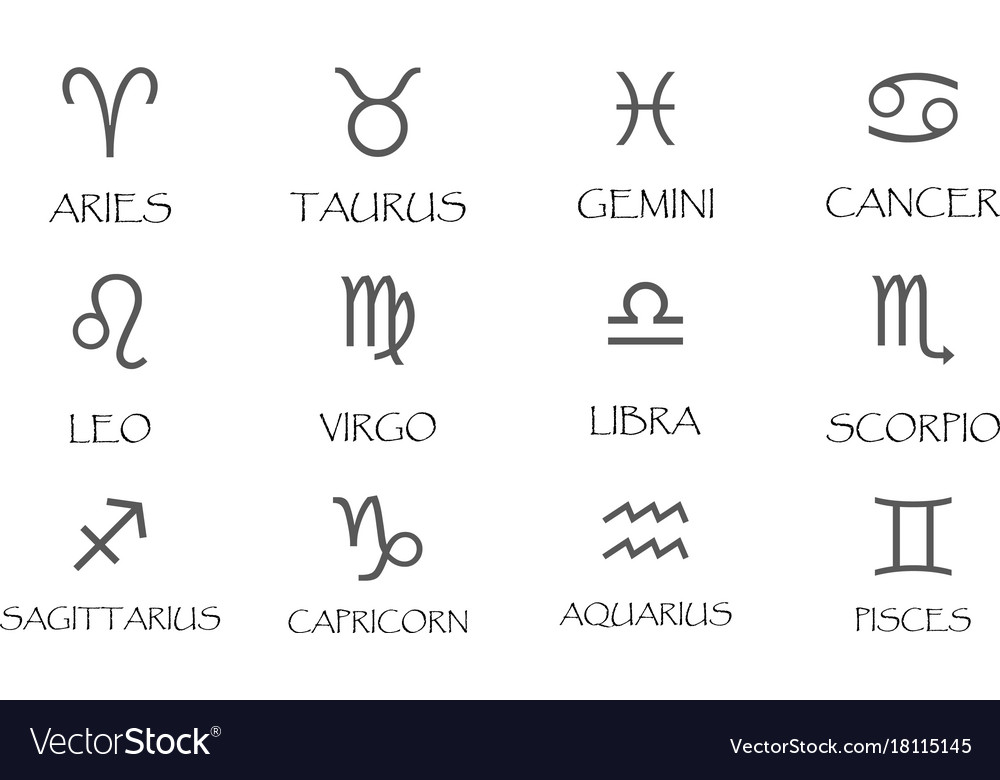 ARIES TAURUS GEMINI CANCER
LEO VIRGO LIBRA SCORPIO
SAGITTARIUS CAPRICORN AQUARIUS PISCES
VectorStock® VectorStock.com/18115145